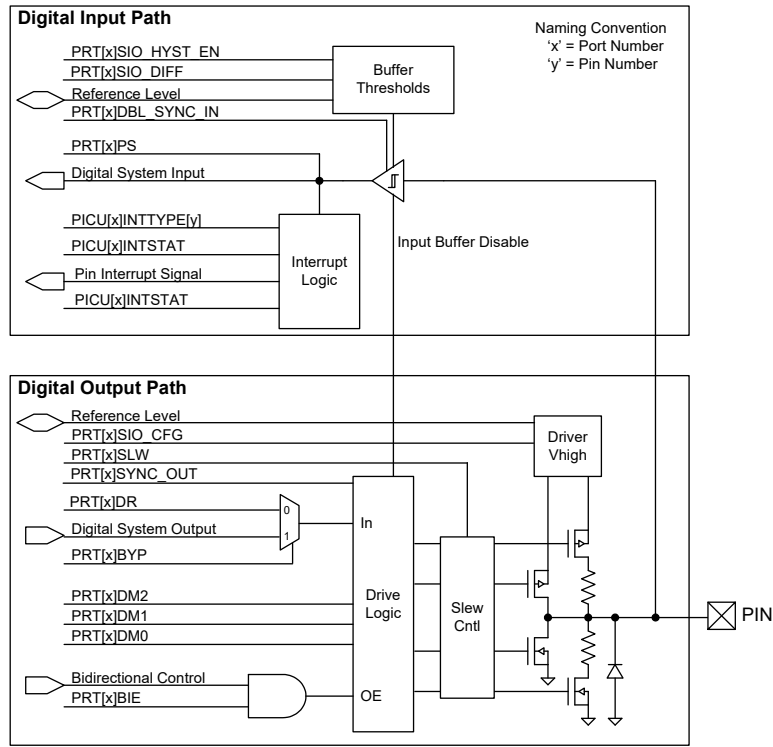 Digital Input Path
Naming Convention
‘x’ = Port Number
‘y’ = Pin Number
PRT[x]SIO_HYST_EN
PRT[x]SIO_DIFF
Reference Level
PRT[x]DBL_SYNC_IN
Buffer
Thresholds
PRT[x]PS
Digital System Input
PICU[x]INTTYPE[y]
PICU[x]INTSTAT
Pin Interrupt Signal
PICU[x]INTSTAT
Interrupt
Logic
Input Buffer Disable
Digital Output Path
Reference Level
PRT[x]SIO_CFG
PRT[x]SLW
PRT[x]SYNC_OUT
Driver
Vhigh
PRT[x]DR
Digital System Output
PRT[x]BYP
0
1
In
PRT[x]DM2
PRT[x]DM1
PRT[x]DM0
Drive
Logic
Slew
Cntl
PIN
Bidirectional Control
PRT[x]BIE
OE